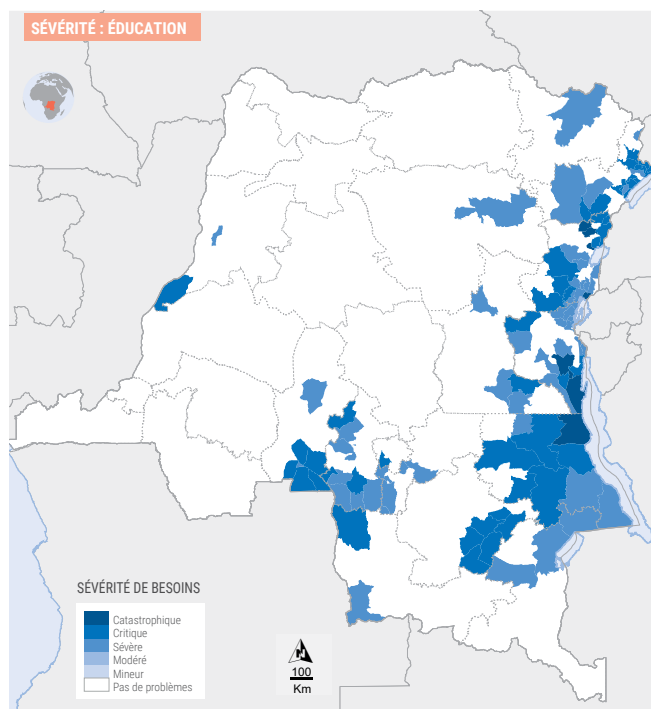 SÉVÉRITÉ : ÉDUCATION
SÉVÉRITÉ DE BESOINS
Catastrophique
Critique
Sévère
Modéré
Mineur
Pas de problèmes
N
100
Km